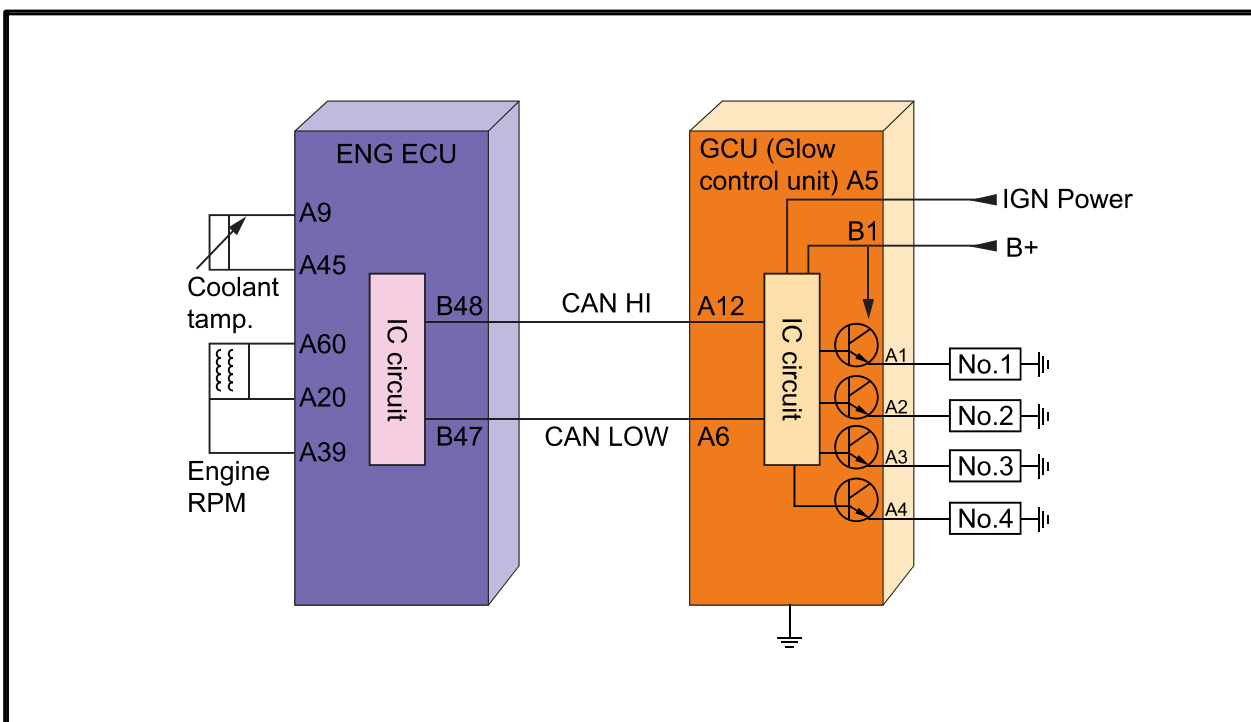 ENG ECU
A9
A45
Coolant
tamp.
A60
A20
A39
Engine
RPM
IC circuit
B48
B47
CAN HI
CAN LOW
GCU (Glow
control unit) A5
IGN Power
B1
B+
A12
A6
IC circuit
A1
No.1
A2
No.2
A3
No.3
A4
No.4